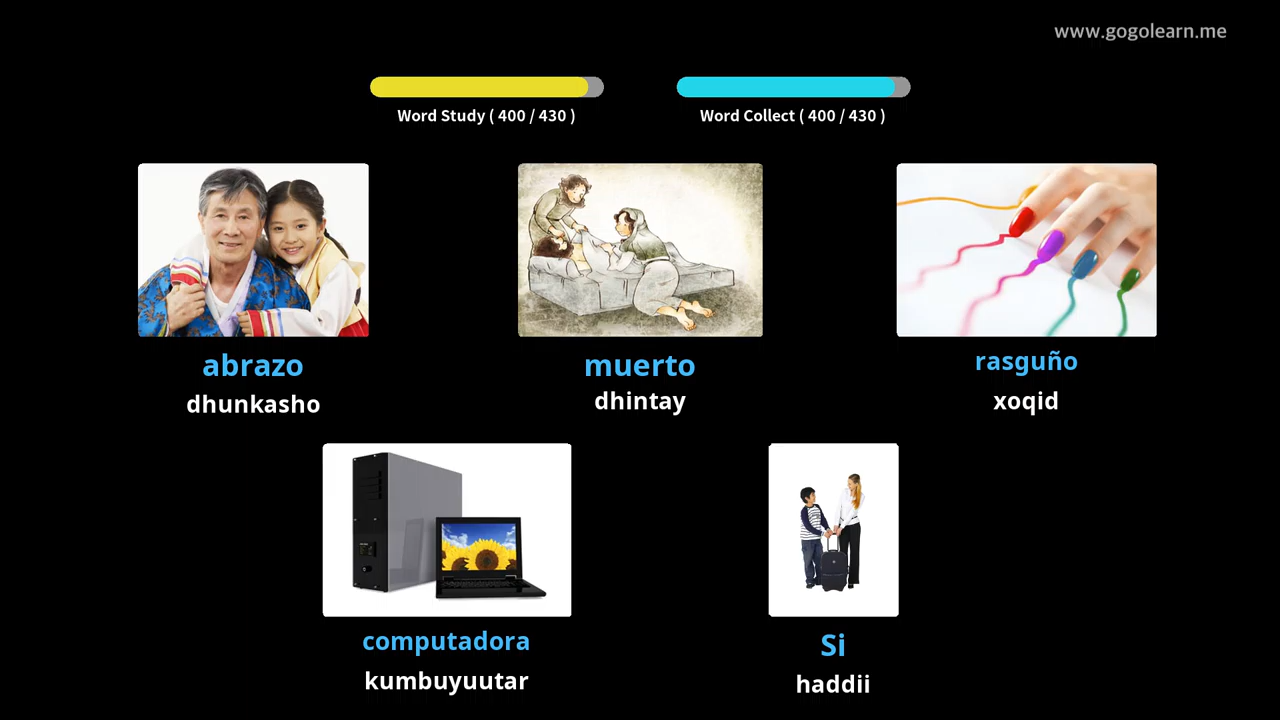 www.gogolearn.me
Word Study ( 400 / 430 )
Word Collect ( 400 / 430 )
abrazo
dhunkasho
muerto
dhintay
rasguño
xoqid
computadora
kumbuyuutar
Si
haddii